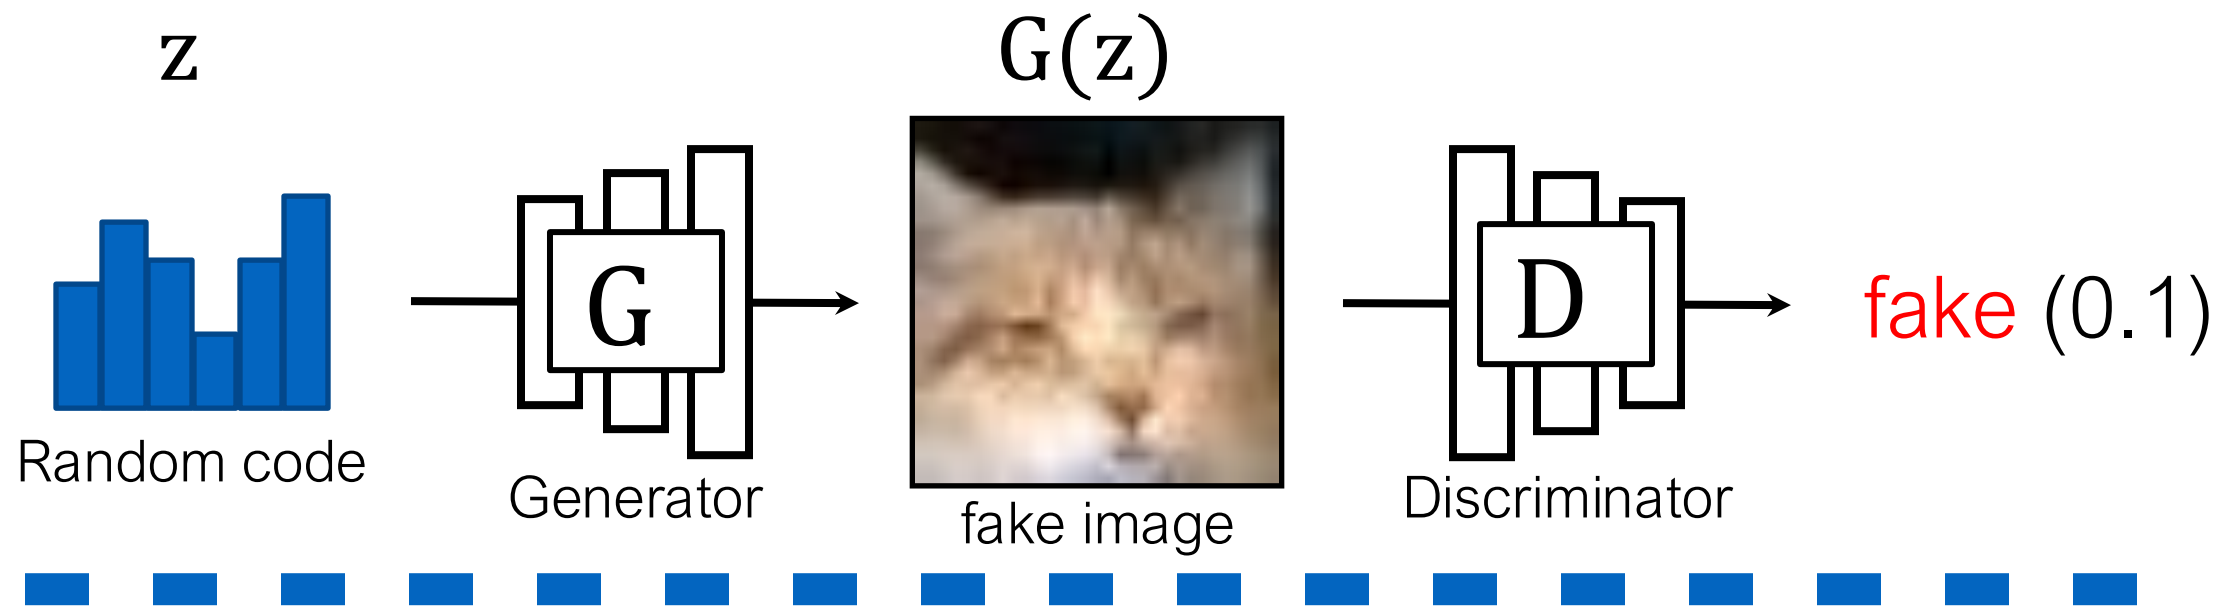 z
G(z)
G
D
fake (0.1)
Random code
Generator
fake image
Discriminator